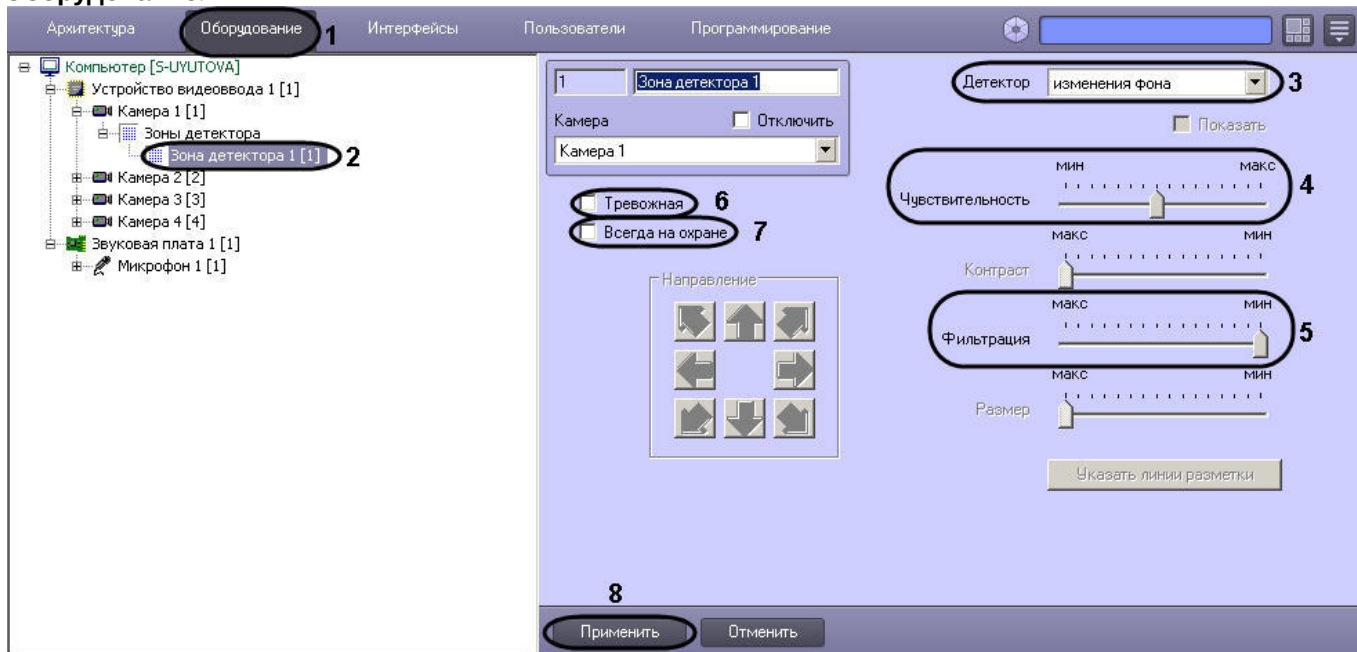 Оборудование
Архитектура Оборудование 1 Интерфейсы Пользователи Программирование
Компьютер [S-UYUTOVA]
Устройство видеоввода 1 [1]
Камера 1 [1]
Зоны детектора
Зона детектора 1 [1] 2
Камера 2 [2]
Камера 3 [3]
Камера 4 [4]
Звуковая плата 1 [1]
Микрофон 1 [1]
1 Зона детектора 1
Камера Отключить
Камера 1
Тревожная 6
Всегда на охране 7
Направление
Детектор изменения фона 3
Показать
мин макс
Чувствительность 4
макс мин
Контраст
макс мин
Фильтрация 5
макс мин
Размер
Указать линии разметки
8
Применить Отменить